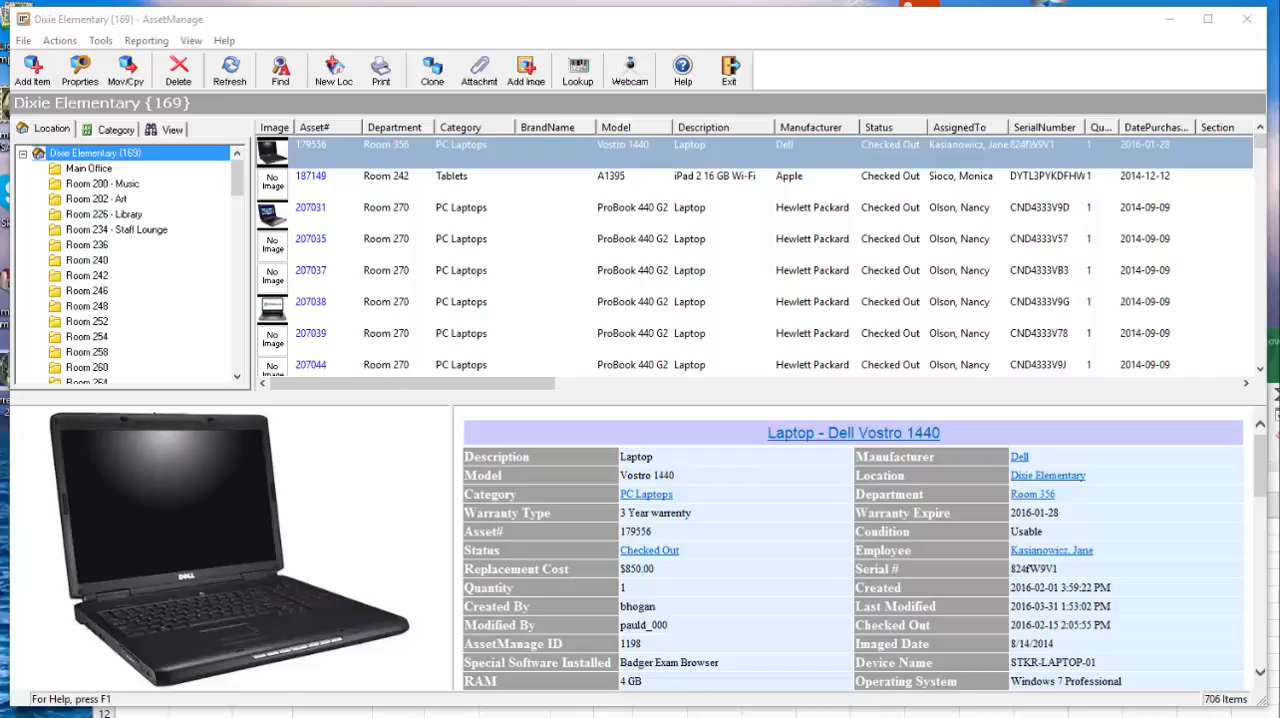 Dixie Elementary {169} - AssetManage
File Actions Tools Reporting View Help
Add Item Proprties Mov/Cpy Delete Refresh Find New Loc Print Clone Attachmt Add Image Lookup Webcam Help Exit
Dixie Elementary {169}
Location Category View
Dixie Elementary (169)
Main Office
Room 200 - Music
Room 202 - Art
Room 226 - Library
Room 234 - Staff Lounge
Room 236
Room 240
Room 242
Room 246
Room 248
Room 252
Room 254
Room 258
Room 260
Room 264
Image Asset# Department Category BrandName Model Description Manufacturer Status AssignedTo SerialNumber Qu... DatePurchas... Section
179556 Room 356 PC Laptops Vostro 1440 Laptop Dell Checked Out Kasianowicz, Jane 824fW9V1 1 2016-01-28
No Image 187149 Room 242 Tablets A1395 iPad 2 16 GB Wi-Fi Apple Checked Out Sioco, Monica DYTL3PYKDFHW 1 2014-12-12
207031 Room 270 PC Laptops ProBook 440 G2 Laptop Hewlett Packard Checked Out Olson, Nancy CND4333V9D 1 2014-09-09
No Image 207035 Room 270 PC Laptops ProBook 440 G2 Laptop Hewlett Packard Checked Out Olson, Nancy CND4333V57 1 2014-09-09
No Image 207037 Room 270 PC Laptops ProBook 440 G2 Laptop Hewlett Packard Checked Out Olson, Nancy CND4333VB3 1 2014-09-09
207038 Room 270 PC Laptops ProBook 440 G2 Laptop Hewlett Packard Checked Out Olson, Nancy CND4333V9G 1 2014-09-09
No Image 207039 Room 270 PC Laptops ProBook 440 G2 Laptop Hewlett Packard Checked Out Olson, Nancy CND4333V78 1 2014-09-09
No Image 207044 Room 270 PC Laptops ProBook 440 G2 Laptop Hewlett Packard Checked Out Olson, Nancy CND4333V9J 1 2014-09-09
DELL
Laptop - Dell Vostro 1440
Description Laptop Manufacturer Dell
Model Vostro 1440 Location Dixie Elementary
Category PC Laptops Department Room 356
Warranty Type 3 Year warrenty Warranty Expire 2016-01-28
Asset# 179556 Condition Usable
Status Checked Out Employee Kasianowicz, Jane
Replacement Cost $850.00 Serial # 824fW9V1
Quantity 1 Created 2016-02-01 3:59:22 PM
Created By bhogan Last Modified 2016-03-31 1:53:02 PM
Modified By pauld_000 Checked Out 2016-02-15 2:05:55 PM
AssetManage ID 1198 Imaged Date 8/14/2014
Special Software Installed Badger Exam Browser Device Name STKR-LAPTOP-01
RAM 4 GB Operating System Windows 7 Professional
For Help, press F1 706 Items
12